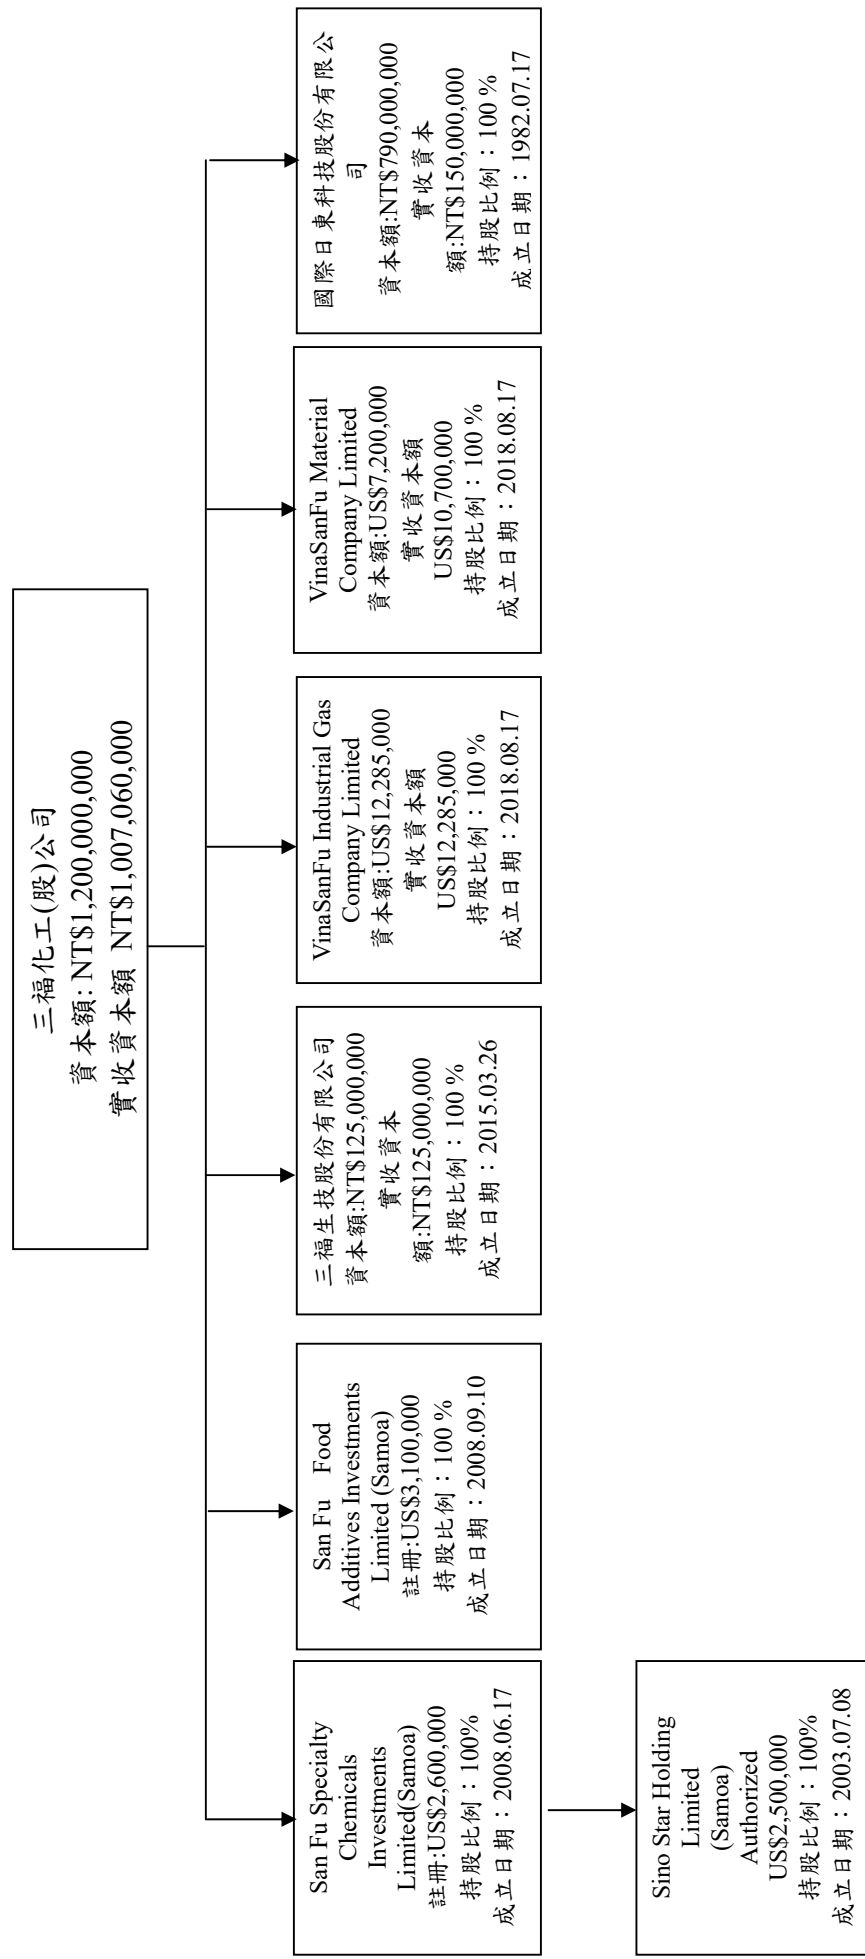 三福化工(股)公司
資本額: NT$1,200,000,000
實收資本額 NT$1,007,060,000
San Fu Specialty
Chemicals
Investments
Limited(Samoa)
註冊:US$2,600,000
持股比例：100%
成立日期：2008.06.17
San Fu Food
Additives Investments
Limited (Samoa)
註冊:US$3,100,000
持股比例：100 %
成立日期：2008.09.10
三福生技股份有限公司
資本額:NT$125,000,000
實收資本
額:NT$125,000,000
持股比例：100 %
成立日期：2015.03.26
VinaSanFu Industrial Gas
Company Limited
資本額:US$12,285,000
實收資本額
US$12,285,000
持股比例：100 %
成立日期：2018.08.17
VinaSanFu Material
Company Limited
資本額:US$7,200,000
實收資本額
US$10,700,000
持股比例：100 %
成立日期：2018.08.17
國際日東科技股份有限公
司
資本額:NT$790,000,000
實收資本
額:NT$150,000,000
持股比例：100 %
成立日期：1982.07.17
Sino Star Holding
Limited
(Samoa)
Authorized
US$2,500,000
持股比例：100%
成立日期：2003.07.08